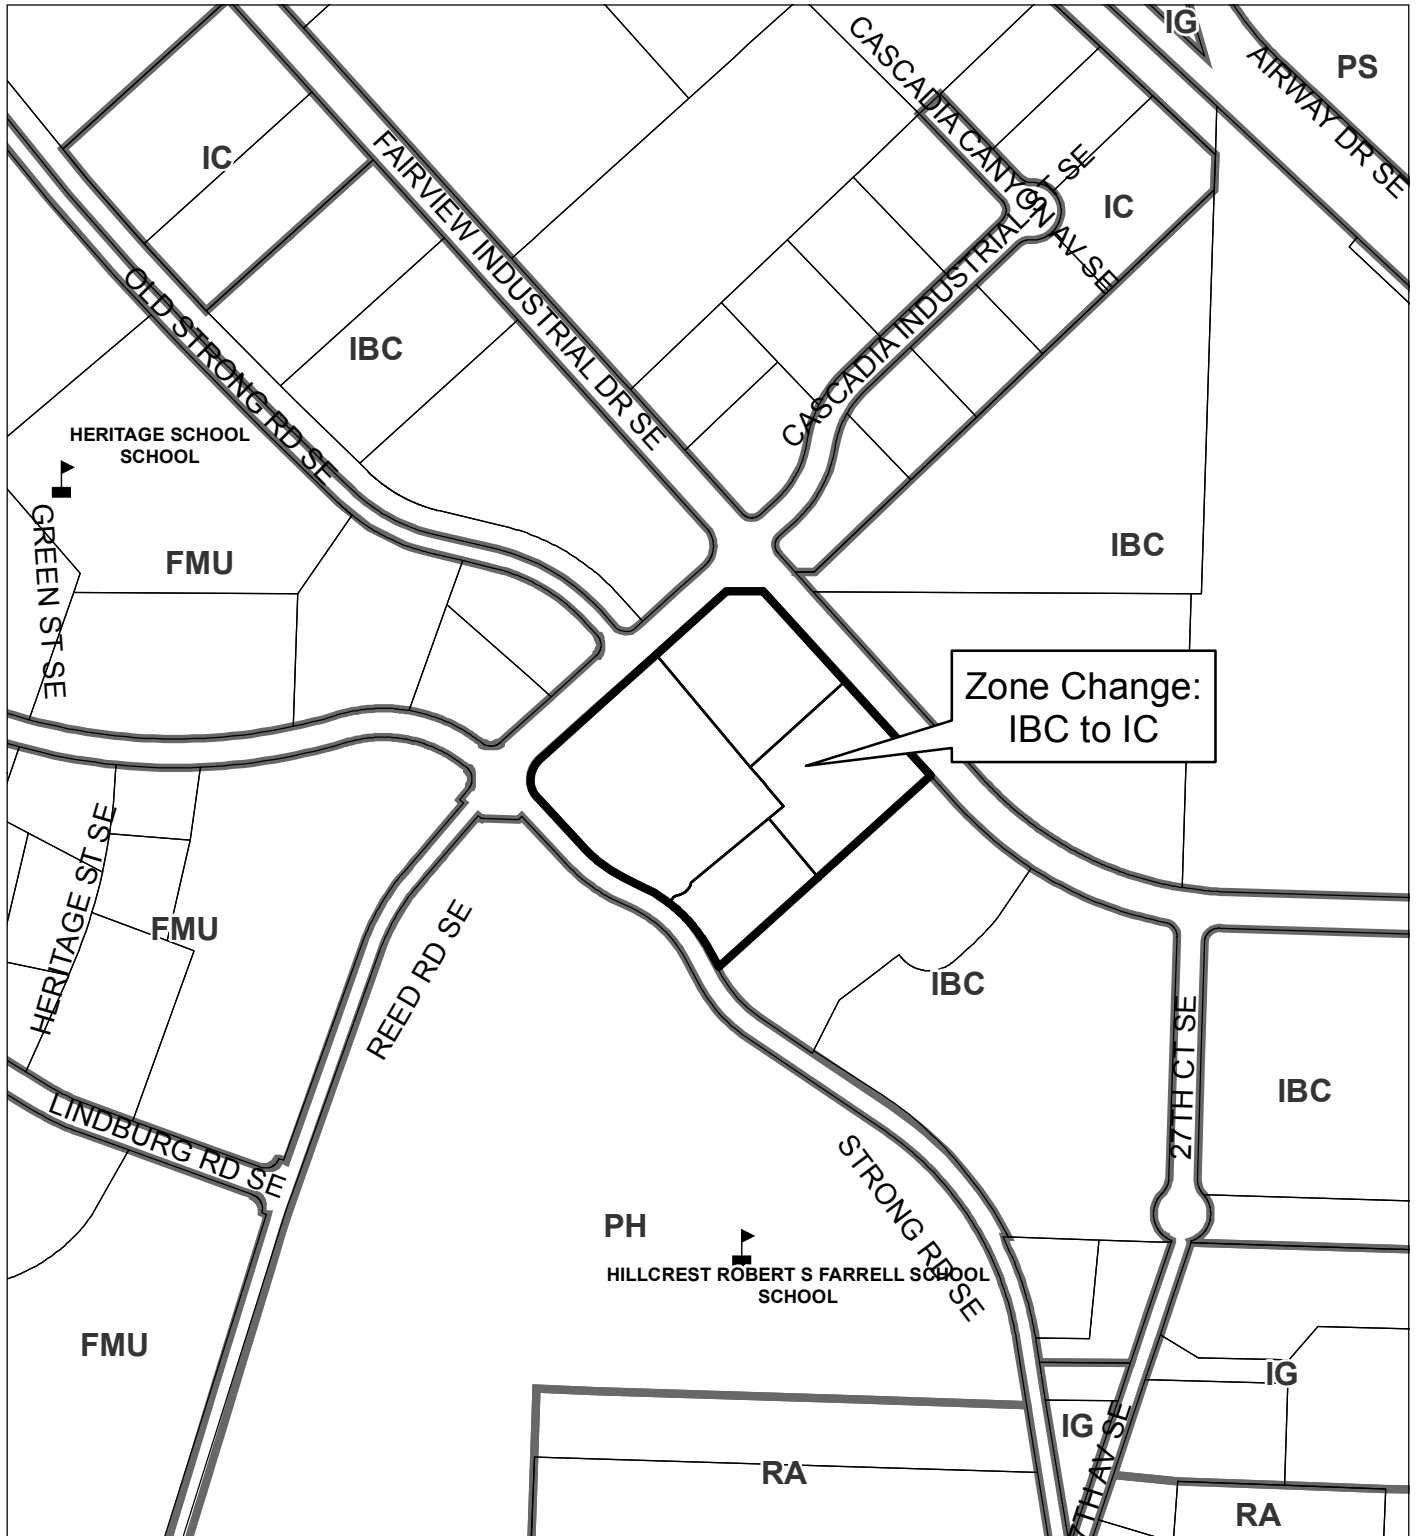 IG
PS
AIRWAY DR SE
CASCADIA CANYON AV SE
IC
FAIRVIEW INDUSTRIAL DR SE
IC
CASCADIA INDUSTRIAL ST SE
OLD STRONG RD SE
IBC
HERITAGE SCHOOL
SCHOOL
GREEN ST SE
FMU
IBC
Zone Change:
IBC to IC
HERITAGE ST SE
FMU
REED RD SE
IBC
27TH CT SE
IBC
LINDBURG RD SE
STRONG RD SE
PH
HILLCREST ROBERT S FARRELL SCHOOL
SCHOOL
FMU
IG
IG
7TH AV SE
RA
RA